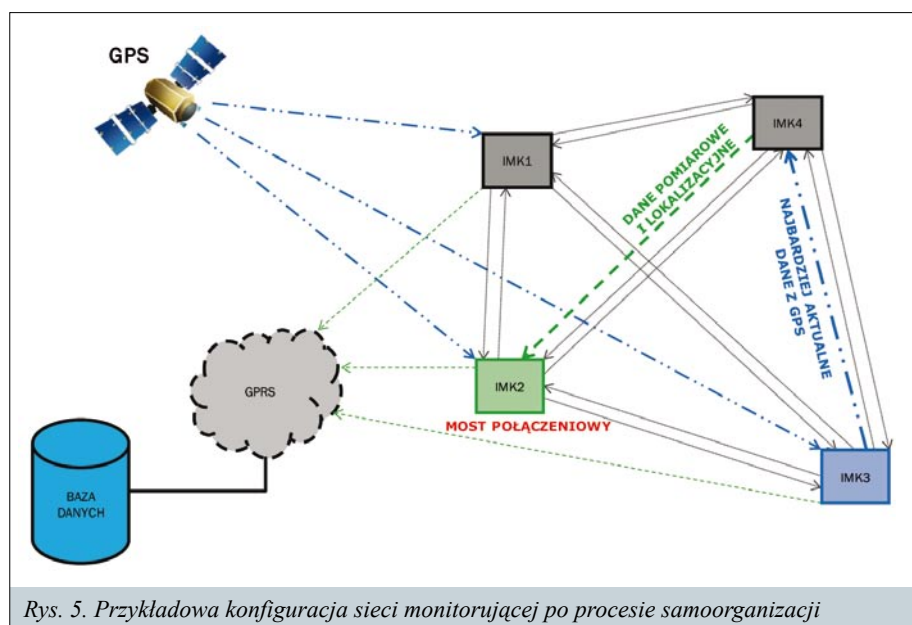 GPS
IMK1
IMK4
DANE POMIAROWE
I LOKALIZACYJNE
NAJBARDZIEJ AKTUALNE
DANE Z GPS
GPRS
IMK2
MOST POŁĄCZENIOWY
IMK3
BAZA
DANYCH
Rys. 5. Przykładowa konfiguracja sieci monitorującej po procesie samoorganizacji